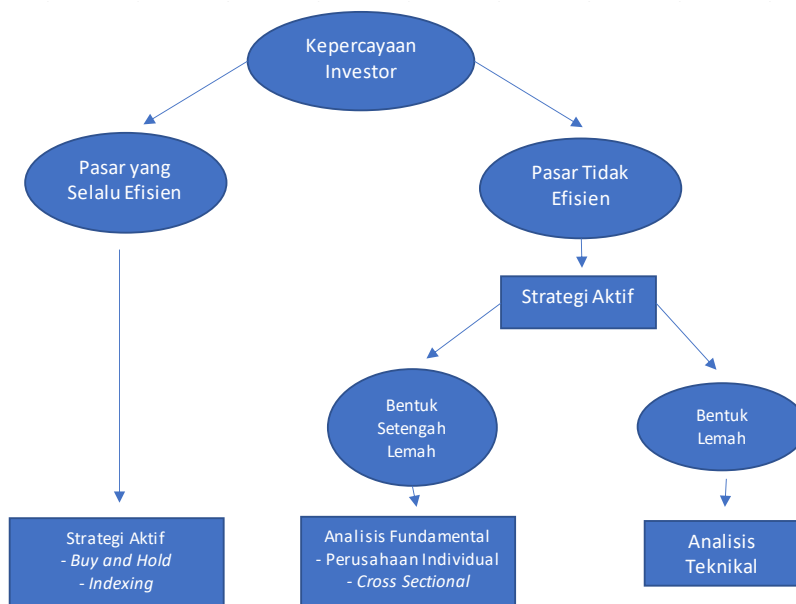 Kepercayaan
Investor
Pasar yang
Selalu Efisien
Pasar Tidak
Efisien
Strategi Aktif
Bentuk
Setengah
Lemah
Bentuk
Lemah
Strategi Aktif
- Buy and Hold
- Indexing
Analisis Fundamental
- Perusahaan Individual
- Cross Sectional
Analisis
Teknikal